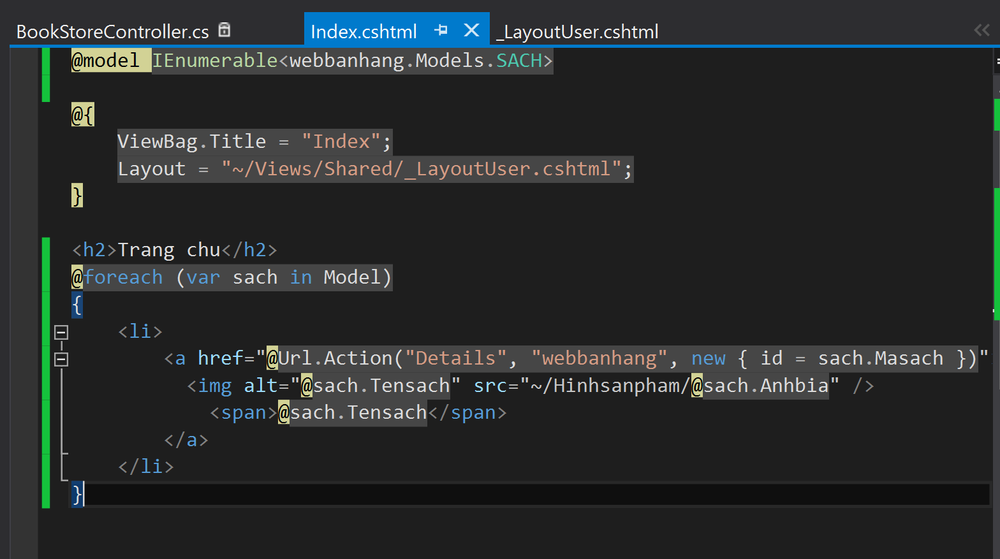 BookStoreController.cs Index.cshtml _LayoutUser.cshtml
@model IEnumerable<webbanhang.Models.SACH>
@{
ViewBag.Title = "Index";
Layout = "~/Views/Shared/_LayoutUser.cshtml";
}
<h2>Trang chu</h2>
@foreach (var sach in Model)
{
<li>
<a href="@Url.Action("Details", "webbanhang", new { id = sach.Masach })"
<img alt="@sach.Tensach" src="~/Hinhsanpham/@sach.Anhbia" />
<span>@sach.Tensach</span>
</a>
</li>
}